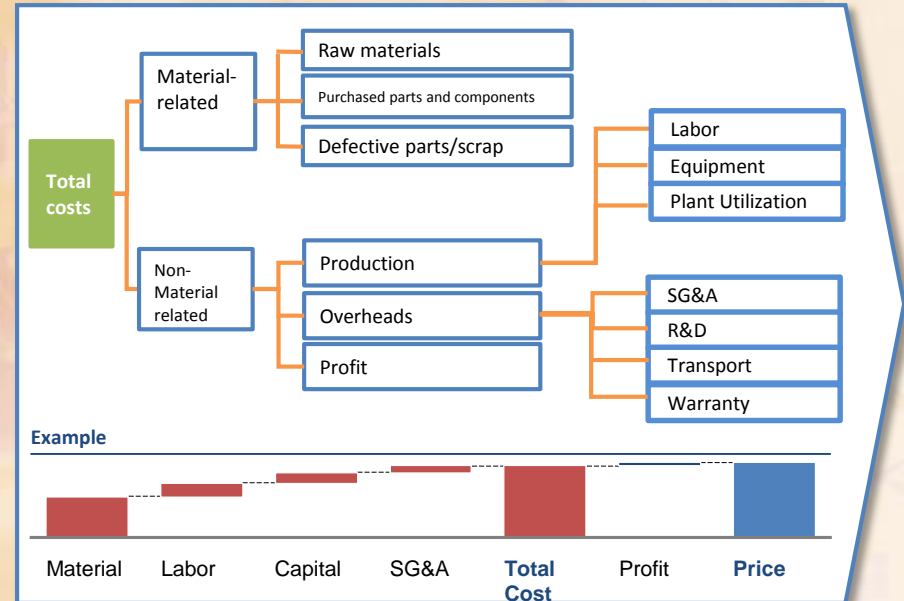 Raw materials
Material-
related
Purchased parts and components
Defective parts/scrap
Labor
Equipment
Plant Utilization
Total
costs
Non-
Material
related
Production
Overheads
Profit
SG&A
R&D
Transport
Warranty
Example
Material Labor Capital SG&A Total Profit Price
Cost